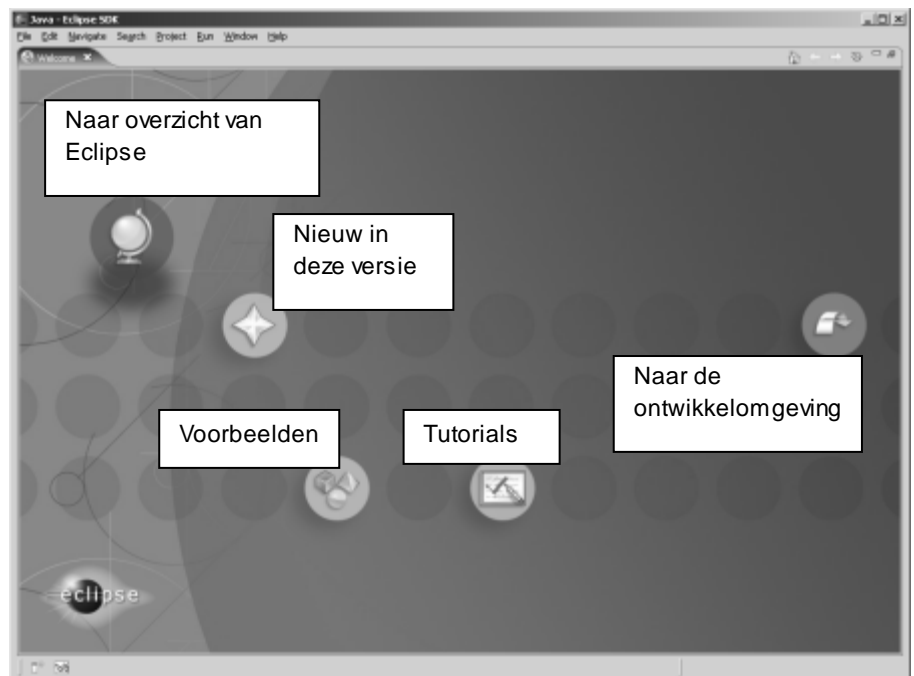 Java - Eclipse SDK
File Edit Navigate Search Project Run Window Help
Welcome
Naar overzicht van
Eclipse
Nieuw in
deze versie
Naar de
ontwikkelomgeving
Voorbeelden
Tutorials
eclipse